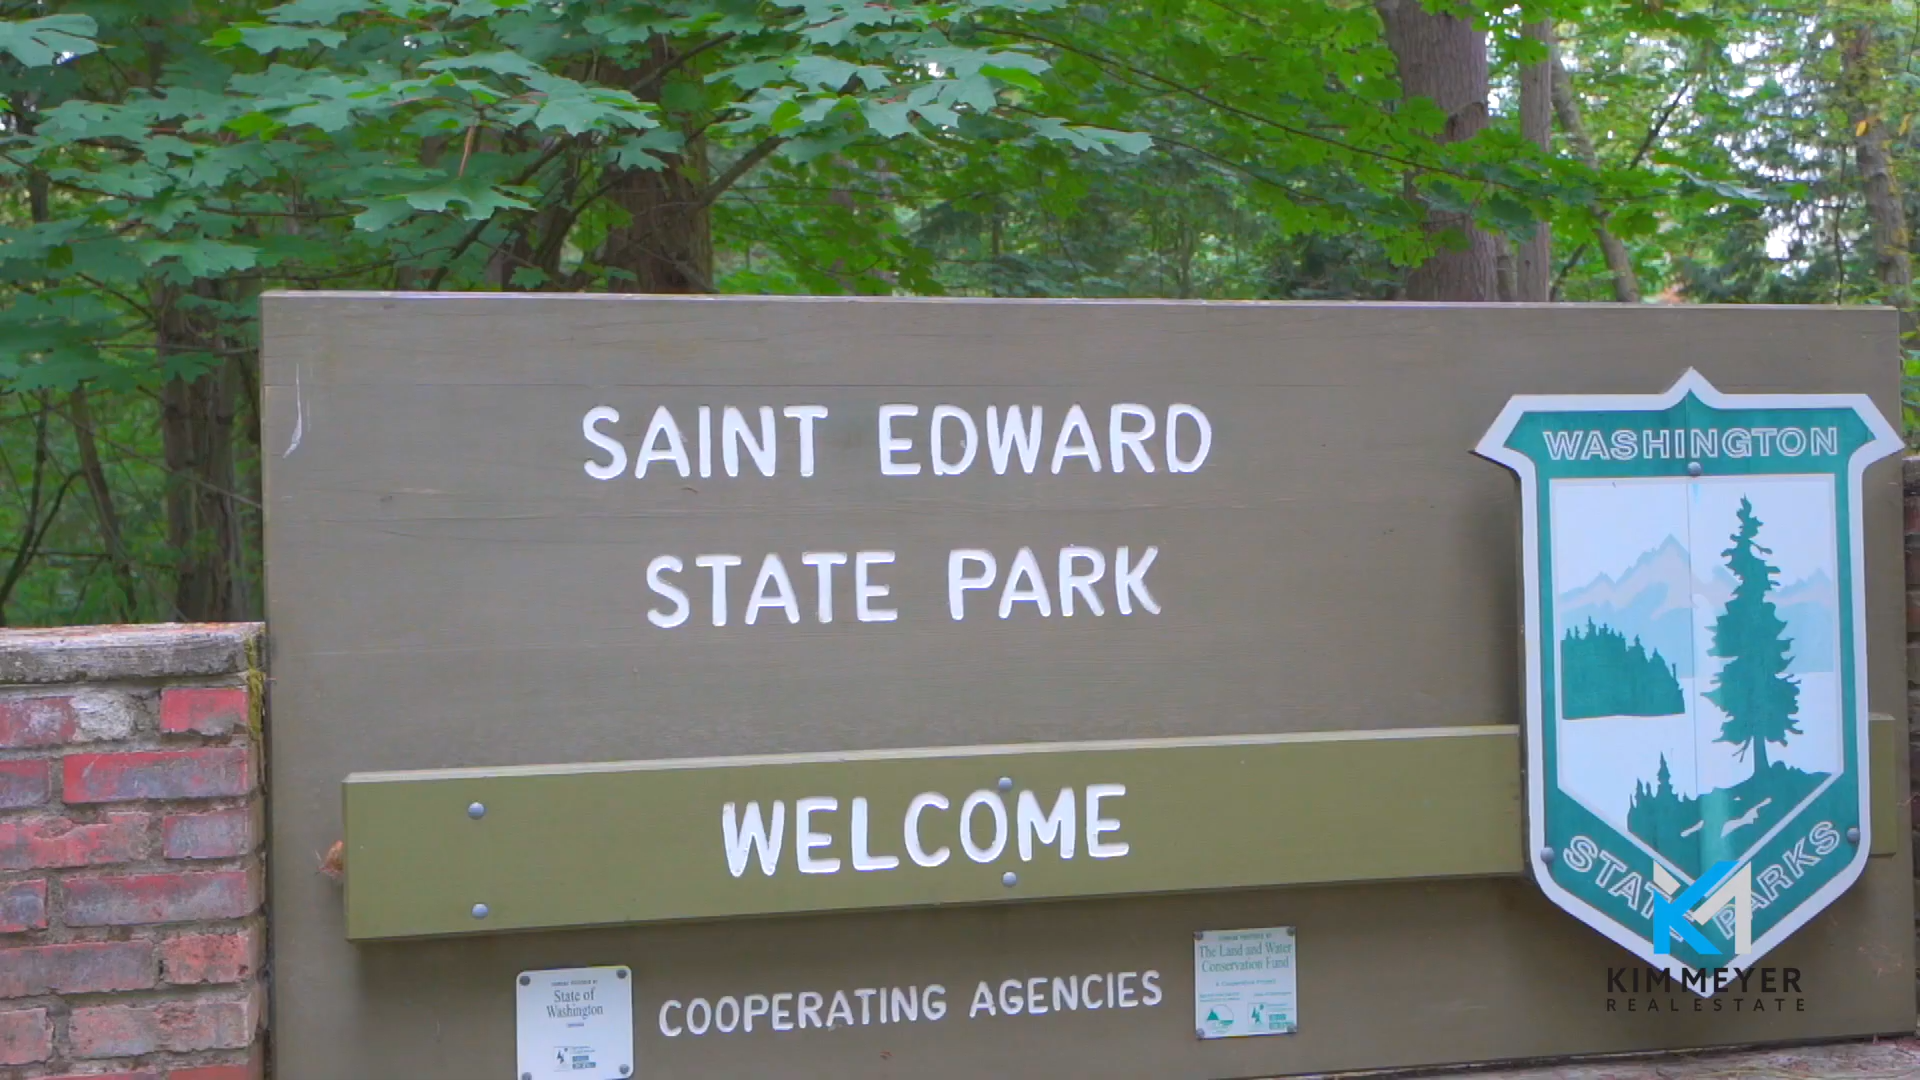 SAINT EDWARD
STATE PARK
WELCOME
COOPERATING AGENCIES
WASHINGTON
STATE PARKS
State of
Washington
The Land and Water
Conservation Fund
KIM MEYER
REAL ESTATE